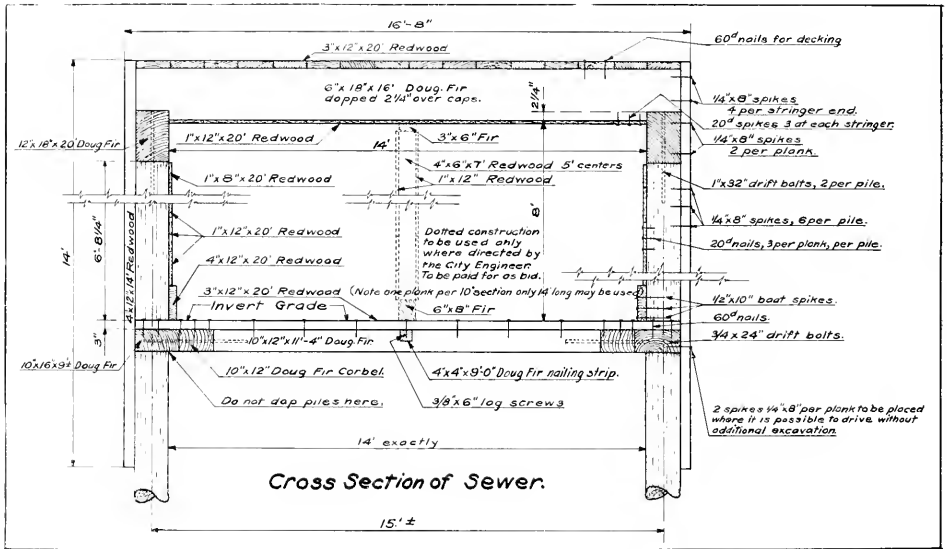 16'-8"
3"x12"x20' Redwood
60d nails for decking
6"x18"x16' Doug. Fir
dapped 2¼" over caps.
2¼"
¼"x8" spikes
4 per stringer end.
20d spikes 3 at each stringer.
¼"x8" spikes
2 per plank.
12"x18"x20' Doug Fir
1"x12"x20' Redwood
3"x6" Fir
14'
4"x6"x7' Redwood 5' centers
1"x12" Redwood
1"x8"x20' Redwood
1"x32" drift bolts, 2 per pile.
¼"x8" spikes, 6 per pile.
20d nails, 3 per plank, per pile.
14'
6'-8¼"
4"x12"x14' Redwood
8'
1"x12"x20' Redwood
4"x12"x20' Redwood
Dotted construction
to be used only
where directed by
the City Engineer.
To be paid for as bid.
3"x12"x20' Redwood (Note one plank per 10' section only 14' long may be used)
Invert Grade
6"x8" Fir
½"x10" boat spikes.
60d nails.
¾x24" drift bolts.
3"
10"x16"x9'± Doug Fir
10"x12"x11'-4" Doug. Fir
10"x12" Doug Fir Corbel.
4"x4"x9'-0" Doug Fir nailing strip.
Do not dap piles here.
3/8"x6" lag screws
2 spikes ¼"x8" per plank to be placed
where it is possible to drive without
additional excavation.
14' exactly
Cross Section of Sewer.
15' ±